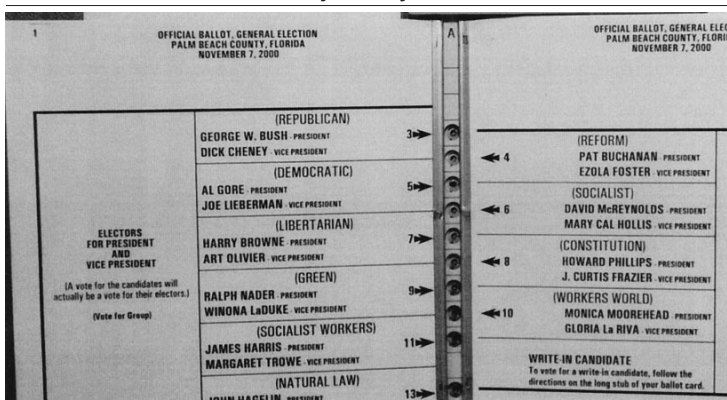 1
OFFICIAL BALLOT, GENERAL ELECTION
PALM BEACH COUNTY, FLORIDA
NOVEMBER 7, 2000
ELECTORS
FOR PRESIDENT
AND
VICE PRESIDENT
(A vote for the candidates will
actually be a vote for their electors.)
(Vote for Group)
(REPUBLICAN)
GEORGE W. BUSH - PRESIDENT
DICK CHENEY - VICE PRESIDENT
3
(DEMOCRATIC)
AL GORE - PRESIDENT
JOE LIEBERMAN - VICE PRESIDENT
5
(LIBERTARIAN)
HARRY BROWNE - PRESIDENT
ART OLIVIER - VICE PRESIDENT
7
(GREEN)
RALPH NADER - PRESIDENT
WINONA LaDUKE - VICE PRESIDENT
9
(SOCIALIST WORKERS)
JAMES HARRIS - PRESIDENT
MARGARET TROWE - VICE PRESIDENT
11
(NATURAL LAW)
JOHN HAGELIN - PRESIDENT
13
A
OFFICIAL BALLOT, GENERAL
PALM BEACH COUNTY,
NOVEMBER 7, 2000
(REFORM)
4
PAT BUCHANAN - PRESIDENT
EZOLA FOSTER - VICE PRESIDENT
(SOCIALIST)
6
DAVID McREYNOLDS - PRESIDENT
MARY CAL HOLLIS - VICE PRESIDENT
(CONSTITUTION)
8
HOWARD PHILLIPS - PRESIDENT
J. CURTIS FRAZIER - VICE PRESIDENT
(WORKERS WORLD)
10
MONICA MOOREHEAD - PRESIDENT
GLORIA La RIVA - VICE PRESIDENT
WRITE-IN CANDIDATE
To vote for a write-in candidate, follow the
directions on the long stub of your ballot card.